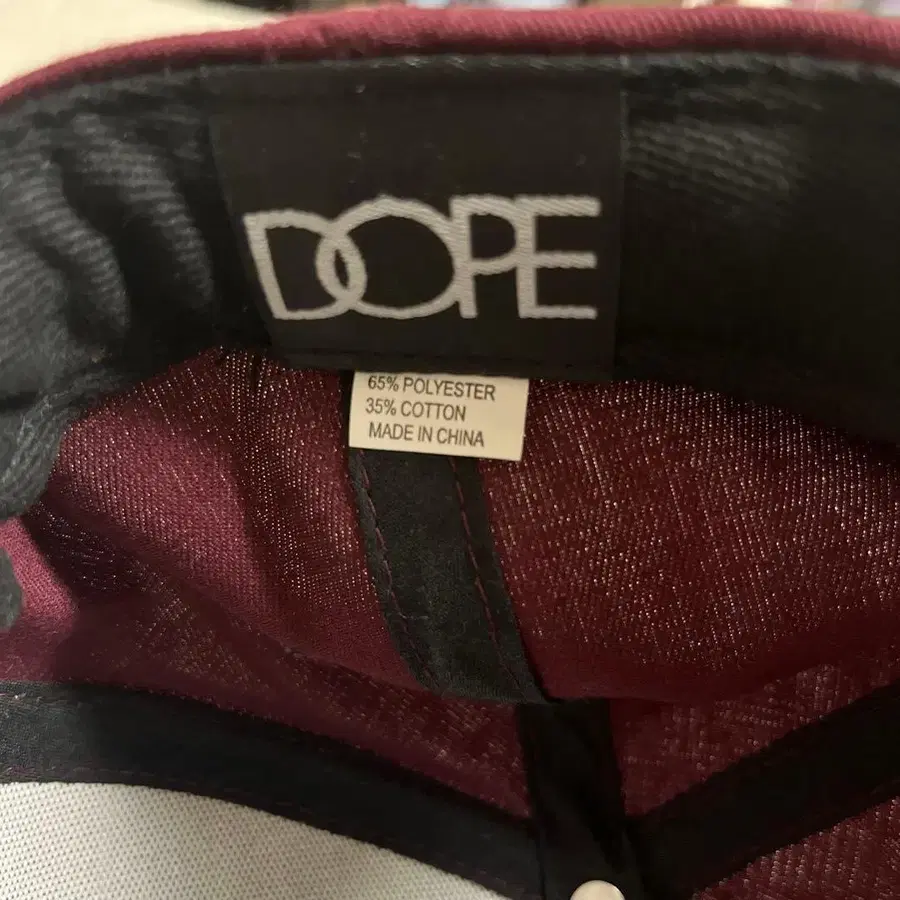 DOPE
65% POLYESTER
35% COTTON
MADE IN CHINA